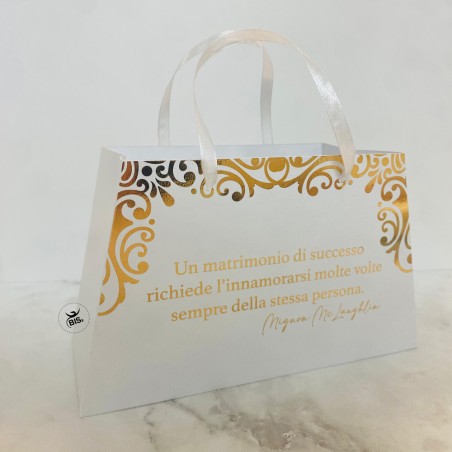 Un matrimonio di successo
richiede l'innamorarsi molte volte
sempre della stessa persona.
Mignon McLaughlin
BIS